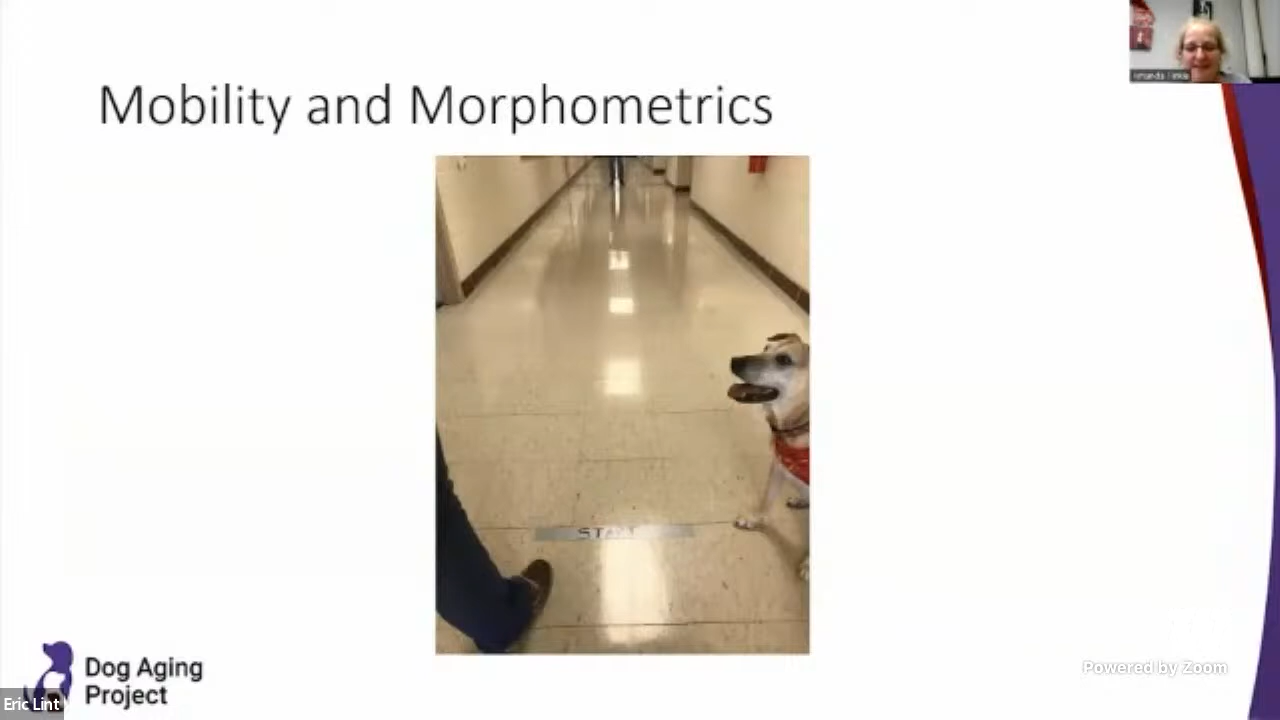 Mobility and Morphometrics
START
Dog Aging
Project
Eric Lint
Powered by Zoom